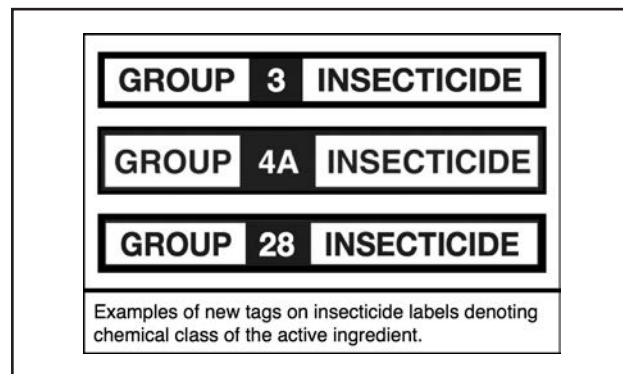 GROUP 3 INSECTICIDE
GROUP 4A INSECTICIDE
GROUP 28 INSECTICIDE
Examples of new tags on insecticide labels denoting
chemical class of the active ingredient.